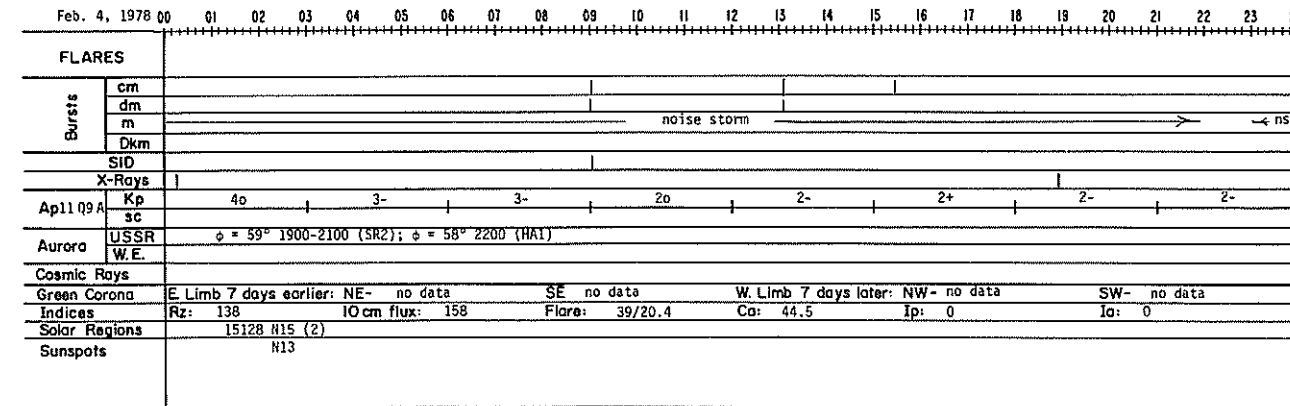 Feb. 4, 1978 00 01 02 03 04 05 06 07 08 09 10 11 12 13 14 15 16 17 18 19 20 21 22 23
FLARES
Bursts
cm
dm
m noise storm ns
Dkm
SID
X-Rays
Ap11 Q9 A Kp 4o 3- 3- 2o 2- 2+ 2- 2-
sc
Aurora USSR φ = 59° 1900-2100 (SR2); φ = 58° 2200 (HA1)
W.E.
Cosmic Rays
Green Corona E. Limb 7 days earlier: NE- no data SE no data W. Limb 7 days later: NW- no data SW- no data
Indices Rz: 138 10 cm flux: 158 Flare: 39/20.4 Ca: 44.5 Ip: 0 Ia: 0
Solar Regions 15128 N15 (2)
Sunspots N13